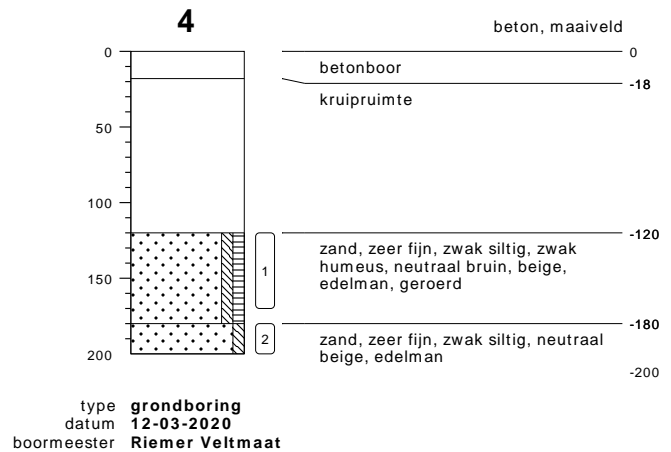 4
beton, maaiveld
0
0
betonboor
-18
kruipruimte
50
100
-120
zand, zeer fijn, zwak siltig, zwak
humeus, neutraal bruin, beige,
edelman, geroerd
1
150
-180
2
zand, zeer fijn, zwak siltig, neutraal
beige, edelman
200
-200
type grondboring
datum 12-03-2020
boormeester Riemer Veltmaat